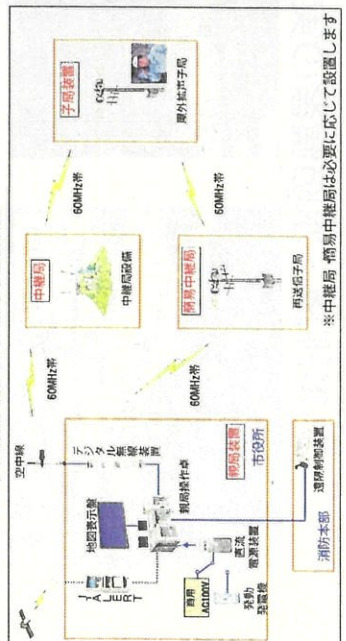 空中線
60MHz帯
中継局
中継局設備
60MHz帯
子局装置
屋外拡声子局
地図表示盤
デジタル無線装置
J ALERT
親局操作卓
60MHz帯
簡易中継局
再送信子局
60MHz帯
商用
AC100V
直流
電源装置
発動
発電機
親局装置
市役所
遠隔制御装置
消防本部
※中継局・簡易中継局は必要に応じて設置します